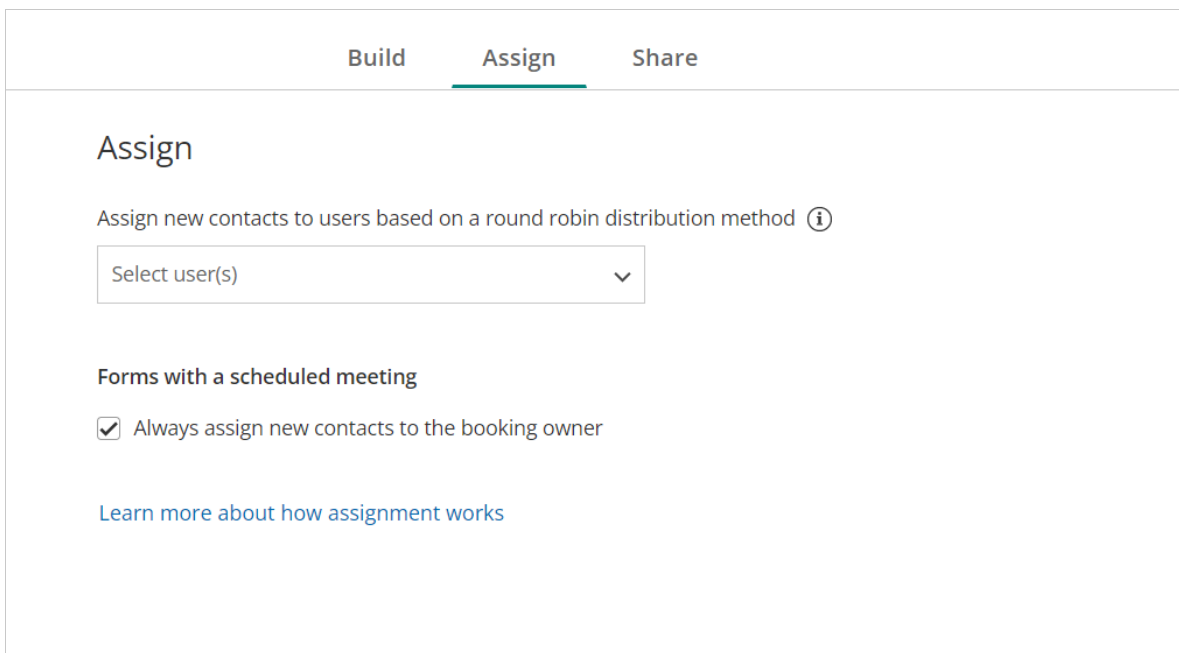 Build Assign Share
Assign
Assign new contacts to users based on a round robin distribution method
Select user(s)
Forms with a scheduled meeting
Always assign new contacts to the booking owner
Learn more about how assignment works